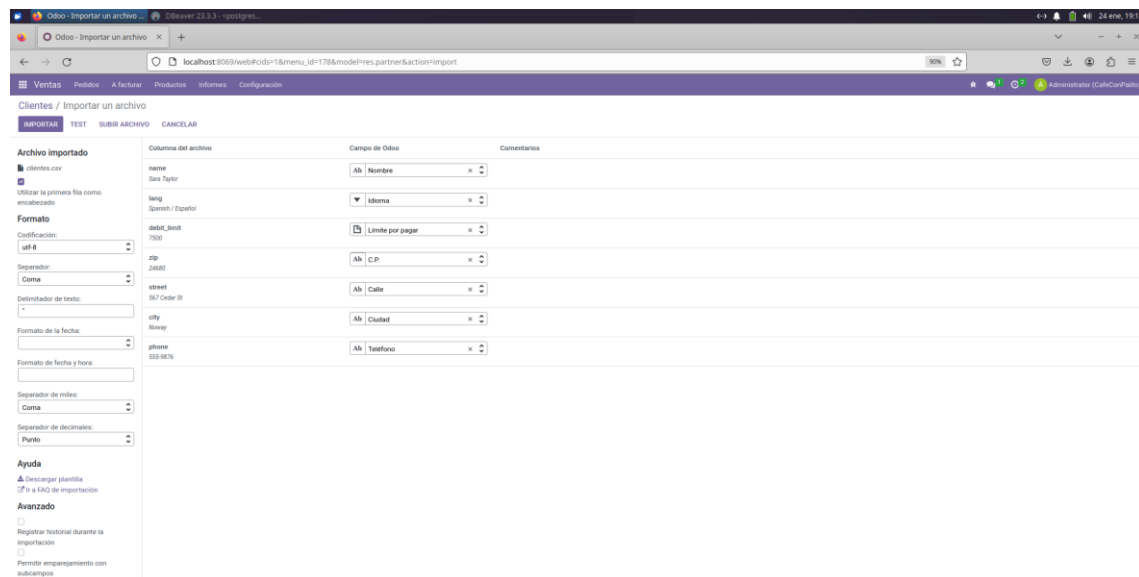 Odoo - Importar un archivo ... DBeaver 23.3.3 - <postgres...
24 ene, 19:1
Odoo - Importar un archivo
localhost:8069/web#cids=1&menu_id=178&model=res.partner&action=import
90%
Ventas Pedidos A facturar Productos Informes Configuración
1 2 A Administrator (CafeConPalito
Clientes / Importar un archivo
IMPORTAR TEST SUBIR ARCHIVO CANCELAR
Archivo importado
clientes.csv
Utilizar la primera fila como
encabezado
Formato
Codificación:
utf-8
Separador:
Coma
Delimitador de texto:
"
Formato de la fecha:
Formato de fecha y hora:
Separador de miles:
Coma
Separador de decimales:
Punto
Ayuda
Descargar plantilla
Ir a FAQ de importación
Avanzado
Registrar historial durante la
importación
Permitir emparejamiento con
subcampos
Columna del archivo Campo de Odoo Comentarios
name Ab Nombre
Sara Taylor
lang Idioma
Spanish / Español
debit_limit Límite por pagar
7500
zip Ab C.P.
24680
street Ab Calle
567 Cedar St
city Ab Ciudad
Noway
phone Ab Teléfono
555-9876